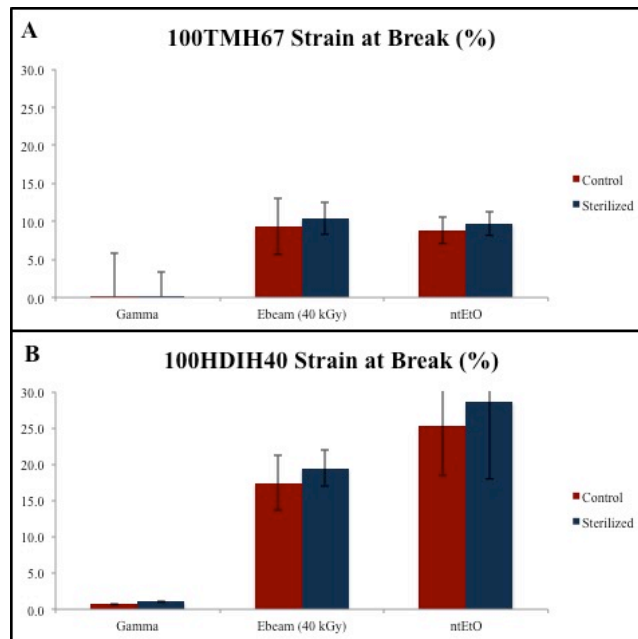 A
100TMH67 Strain at Break (%)
30.0
25.0
20.0
15.0
10.0
5.0
0.0
Gamma
Ebeam (40 kGy)
ntEtO
Control
Sterilized
B
100HDIH40 Strain at Break (%)
30.0
25.0
20.0
15.0
10.0
5.0
0.0
Gamma
Ebeam (40 kGy)
ntEtO
Control
Sterilized